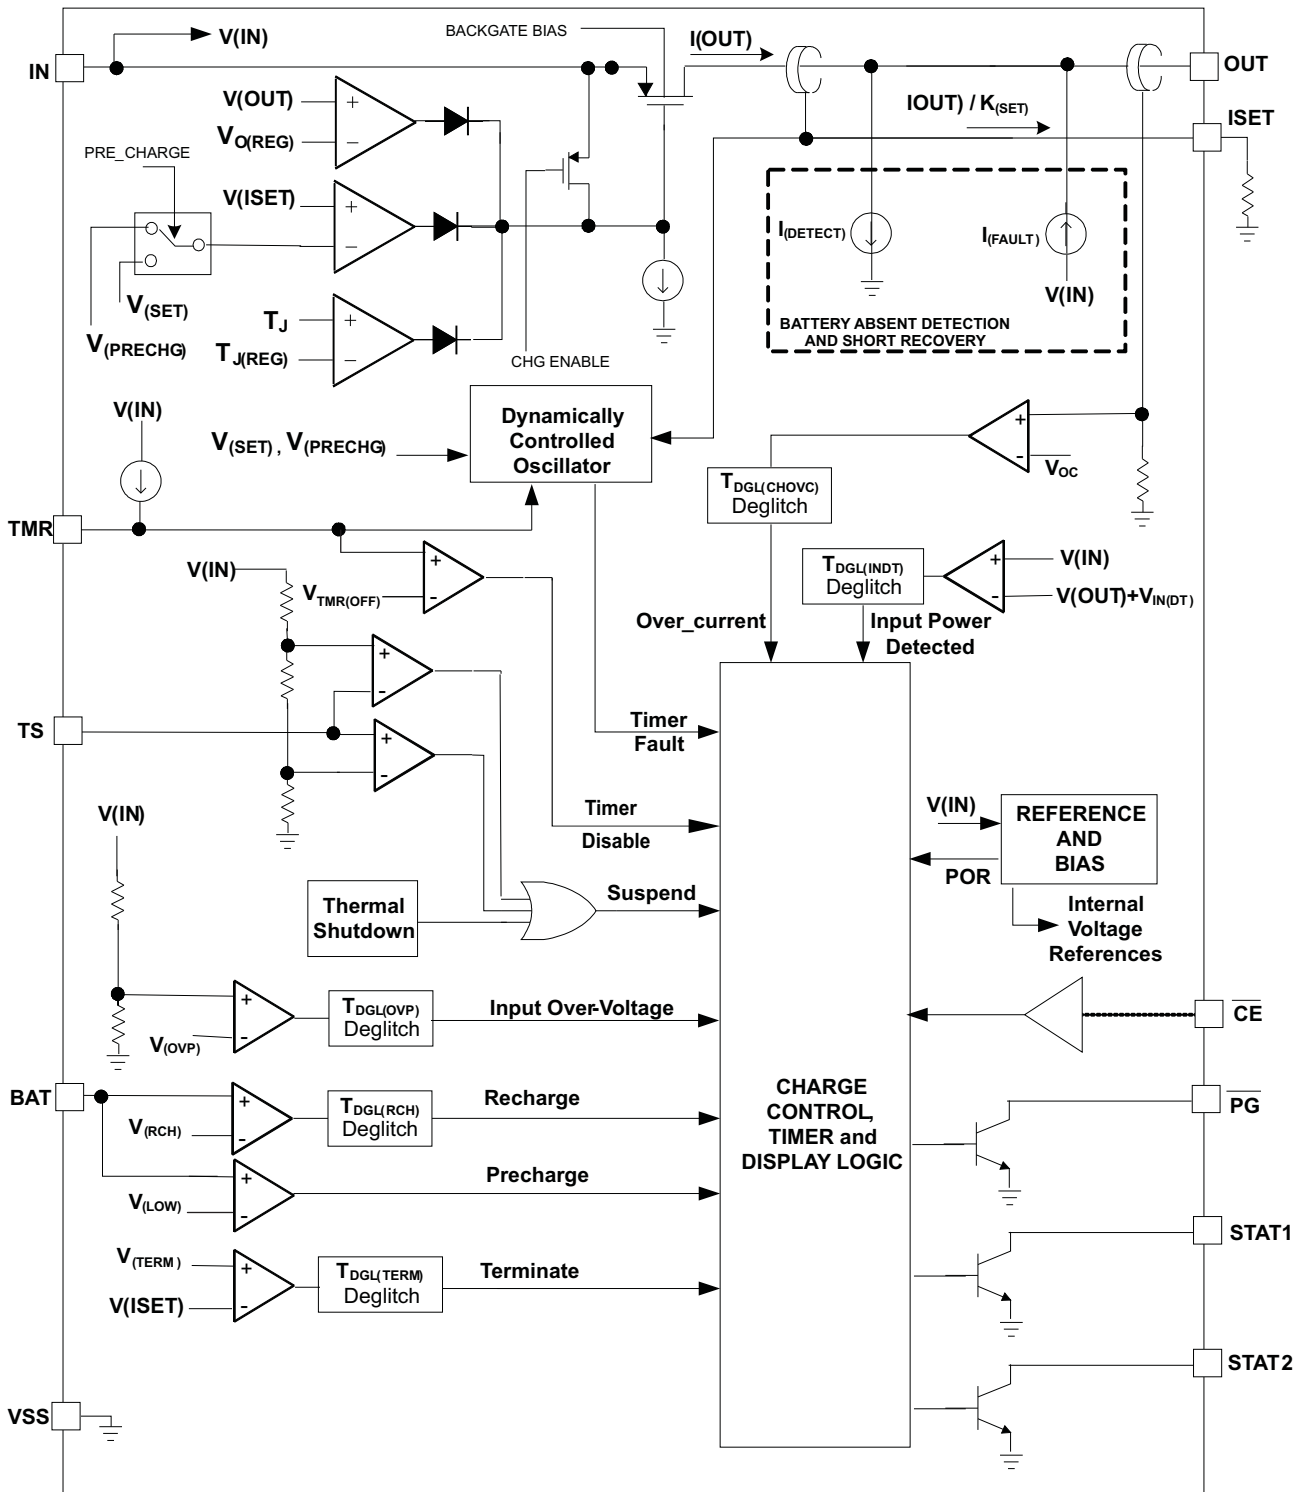 BACKGATE BIAS
V(IN)
I(OUT)
IN
OUT
V(OUT)
+
VO(REG)
−
IOUT) / K(SET)
ISET
PRE_CHARGE
V(ISET)
+
−
V(SET)
V(PRECHG)
I(DETECT)
I(FAULT)
V(IN)
BATTERY ABSENT DETECTION
AND SHORT RECOVERY
TJ
+
TJ(REG)
−
CHG ENABLE
V(IN)
Dynamically
Controlled
Oscillator
V(SET) , V(PRECHG)
+
-
VOC
TDGL(CHOVC)
Deglitch
TMR
+
VTMR(OFF)
-
V(IN)
TDGL(INDT)
Deglitch
+
V(IN)
-
V(OUT)+VIN(DT)
Over_current
Input Power
Detected
+
-
TS
+
-
Timer
Fault
V(IN)
Timer
Disable
V(IN)
REFERENCE
AND
BIAS
POR
Thermal
Shutdown
Suspend
Internal
Voltage
References
+
V(OVP)
-
TDGL(OVP)
Deglitch
Input Over-Voltage
CE
BAT
+
V(RCH)
-
TDGL(RCH)
Deglitch
Recharge
CHARGE
CONTROL,
TIMER and
DISPLAY LOGIC
PG
+
V(LOW)
-
Precharge
V(TERM)
+
V(ISET)
-
TDGL(TERM)
Deglitch
Terminate
STAT1
STAT2
VSS